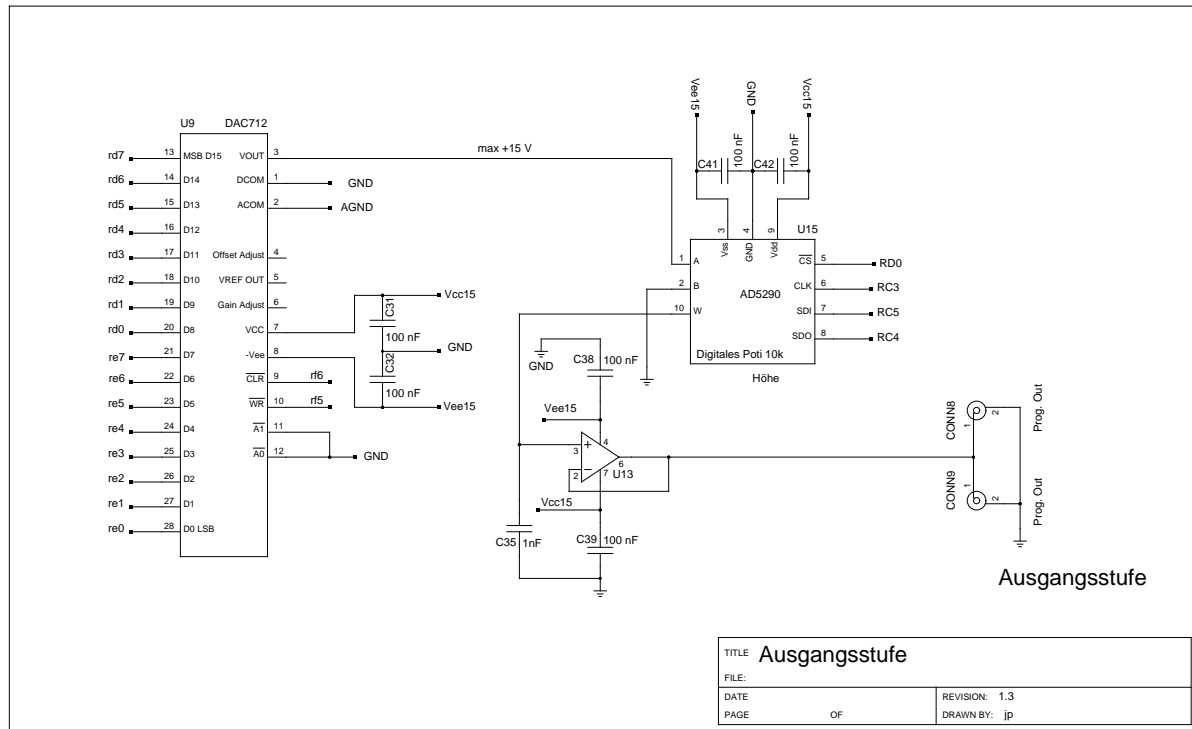 U9 DAC712
rd7 13 MSB D15 VOUT 3 max +15 V
rd6 14 D14 DCOM 1 GND
rd5 15 D13 ACOM 2 AGND
rd4 16 D12
rd3 17 D11 Offset Adjust 4
rd2 18 D10 VREF OUT 5
rd1 19 D9 Gain Adjust 6
rd0 20 D8 VCC 7
re7 21 D7 -Vee 8
re6 22 D6 CLR 9 rf6
re5 23 D5 WR 10 rf5
re4 24 D4 A1 11
re3 25 D3 A0 12 GND
re2 26 D2
re1 27 D1
re0 28 D0 LSB
Vcc15
C31
100 nF
GND
C32
100 nF
Vee15
Vee15
GND
Vcc15
C41
100 nF
C42
100 nF
U15
3 4 9
Vss GND Vdd
1 A CS 5 RD0
2 B CLK 6 RC3
AD5290
10 W SDI 7 RC5
SDO 8 RC4
Digitales Poti 10k
Höhe
GND
C38 100 nF
Vee15
4
+
3
6
−
2
7
U13
Vcc15
C35 1nF
C39 100 nF
CONN8
1
2
Prog. Out
CONN9
1
2
Prog. Out
Ausgangsstufe
TITLE Ausgangsstufe
FILE:
DATE REVISION: 1.3
PAGE OF DRAWN BY: jp